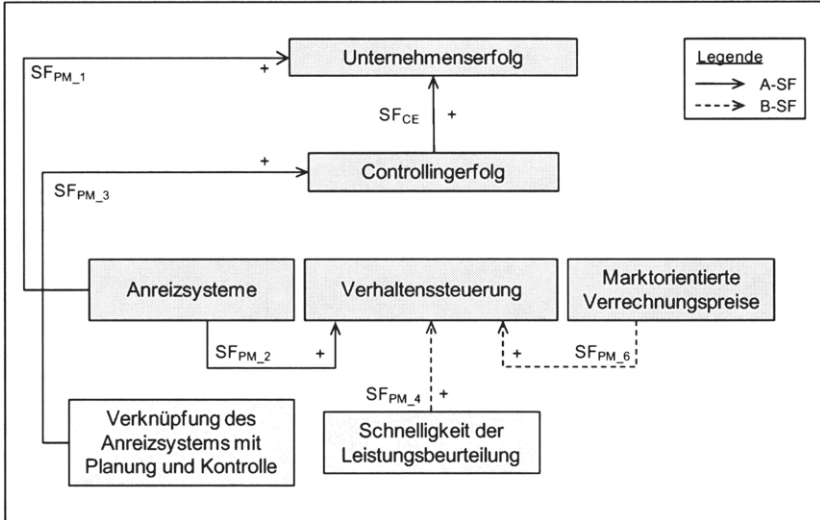 Unternehmenserfolg
Legende
A-SF
B-SF
SF_PM_1
+
SF_CE
+
Controllingerfolg
+
SF_PM_3
Anreizsysteme
Verhaltenssteuerung
Marktorientierte
Verrechnungspreise
SF_PM_2
+
+
SF_PM_6
SF_PM_4
+
Verknüpfung des
Anreizsystems mit
Planung und Kontrolle
Schnelligkeit der
Leistungsbeurteilung